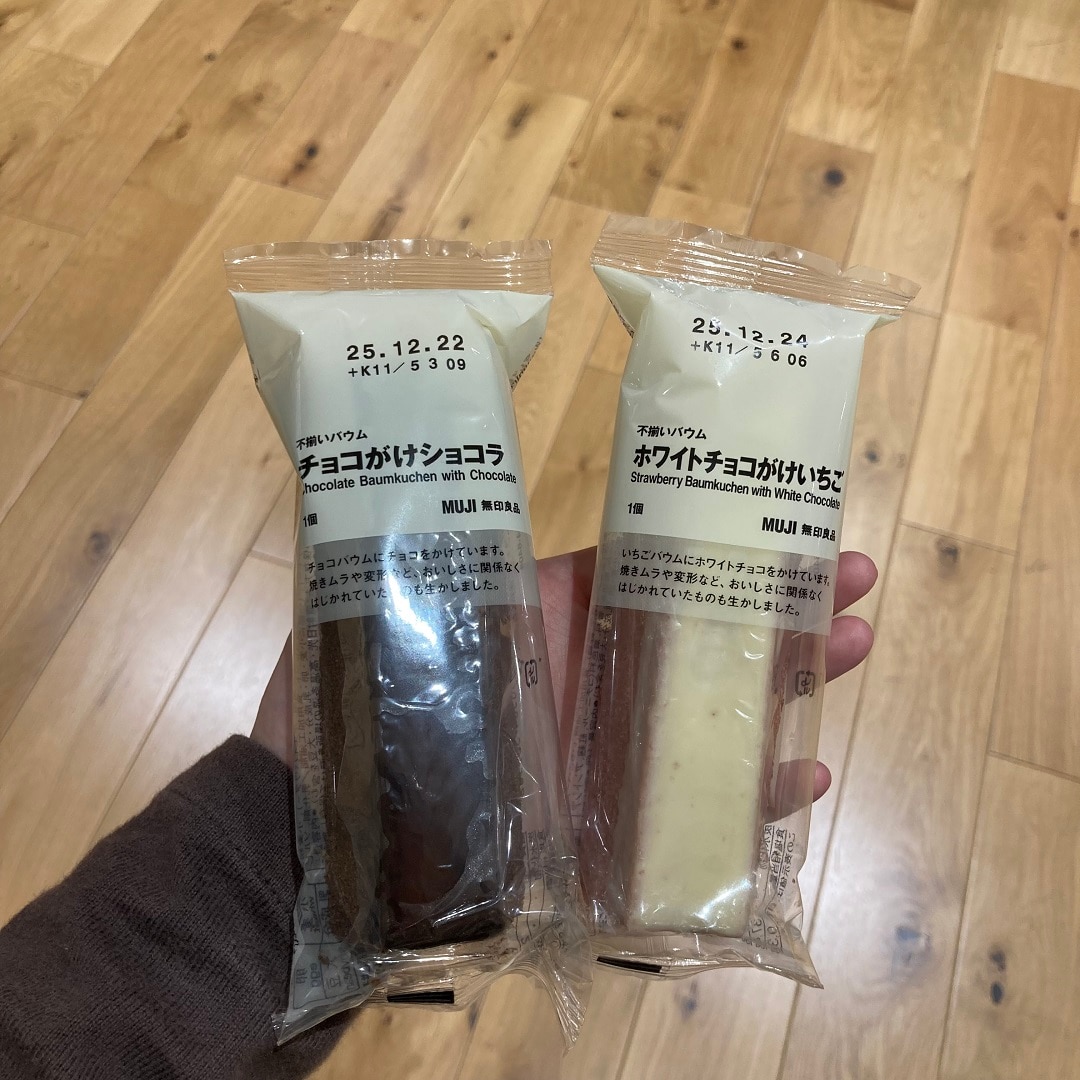 25.12.22
+K11/5 3 09
不揃いバウム
チョコがけショコラ
Chocolate Baumkuchen with Chocolate
1個
MUJI 無印良品
チョコバウムにチョコをかけています。
焼きムラや変形など、おいしさに関係なく
はじかれていたものも生かしました。
25.12.24
+K11/5 6 06
不揃いバウム
ホワイトチョコがけいちご
Strawberry Baumkuchen with White Chocolate
1個
MUJI 無印良品
いちごバウムにホワイトチョコをかけています。
焼きムラや変形など、おいしさに関係なく
はじかれていたものも生かしました。